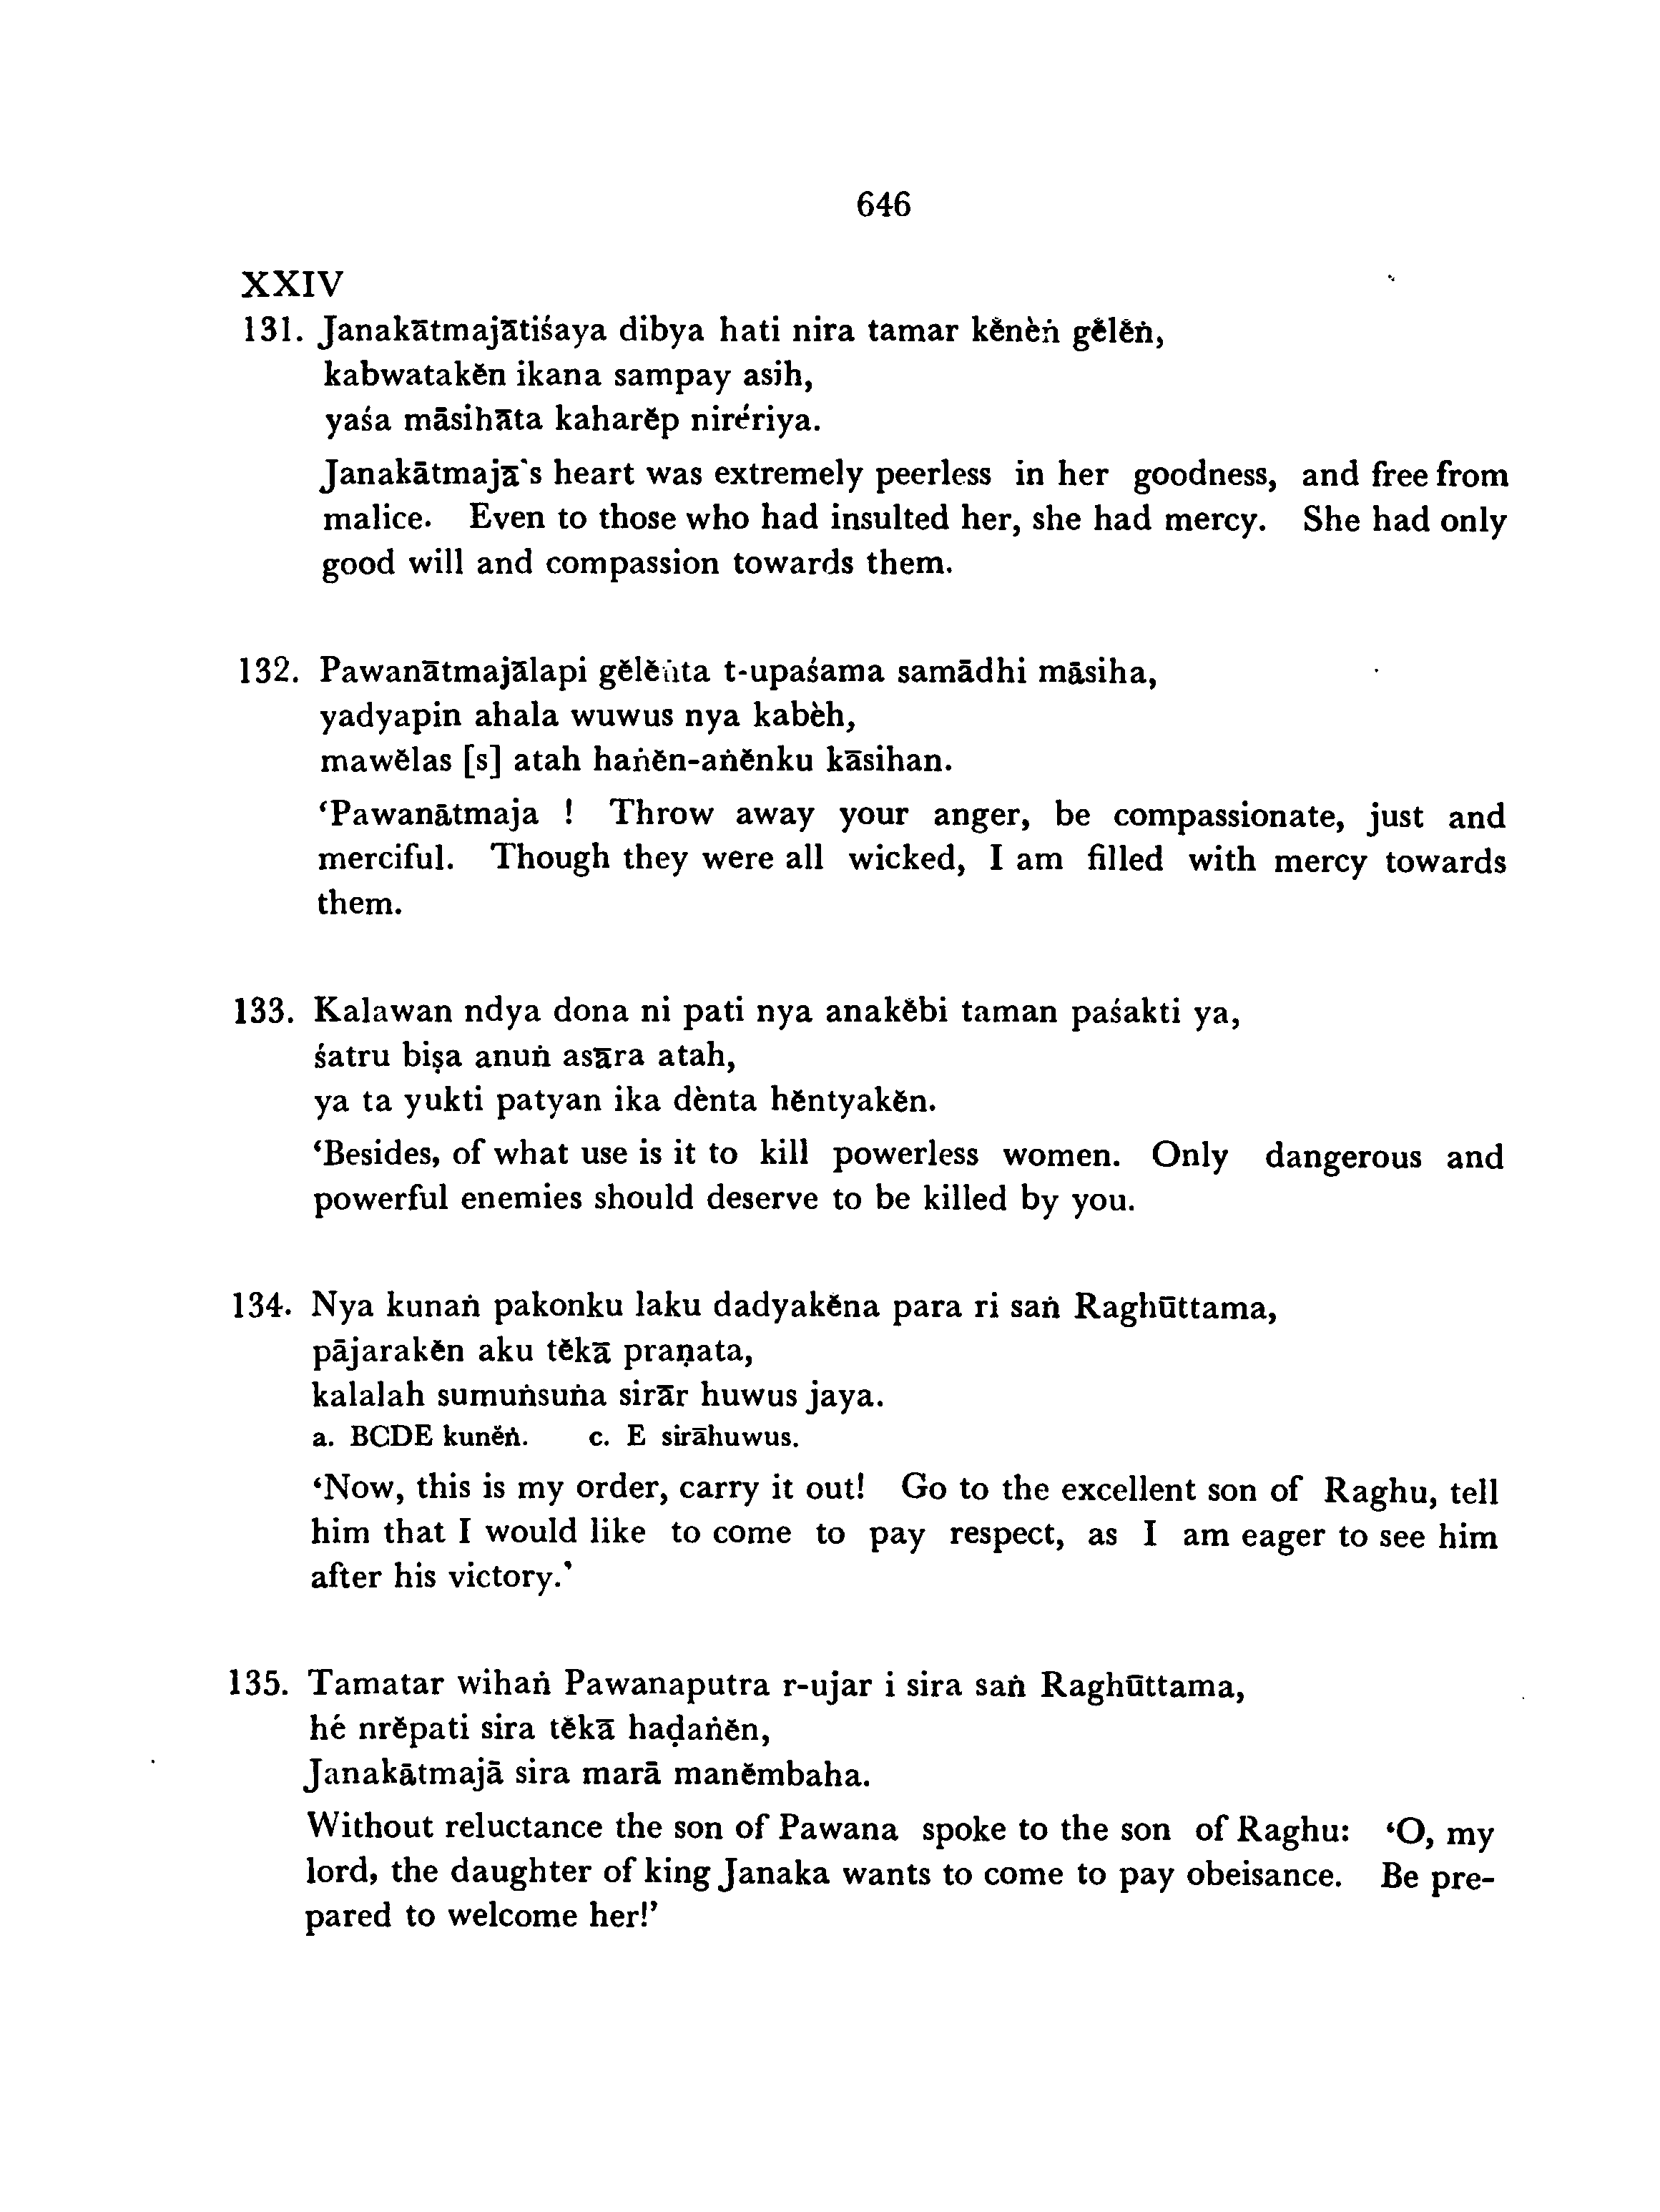 646
XXIV
131. Janakātmajātiśaya dibya hati nira tamar kĕnèṅ gĕlĕṅ,
kabwatakĕn ikana sampay asih,
yaśa māsihāta kaharĕp nirériya.
Janakātmajā's heart was extremely peerless in her goodness, and free from
malice. Even to those who had insulted her, she had mercy. She had only
good will and compassion towards them.
132. Pawanātmajālapi gĕlĕṅta t-upaśama samādhi māsiha,
yadyapin ahala wuwus nya kabèh,
mawĕlas [s] atah haṅĕn-aṅĕnku kāsihan.
‘Pawanātmaja ! Throw away your anger, be compassionate, just and
merciful. Though they were all wicked, I am filled with mercy towards
them.
133. Kalawan ndya dona ni pati nya anakĕbi taman paśakti ya,
śatru biṣa anuṅ asāra atah,
ya ta yukti patyan ika dènta hĕntyakĕn.
‘Besides, of what use is it to kill powerless women. Only dangerous and
powerful enemies should deserve to be killed by you.
134. Nya kunaṅ pakonku laku dadyakĕna para ri saṅ Raghūttama,
pājarakĕn aku tĕkā praṇata,
kalalah sumuṅsuṅa sirār huwus jaya.
a. BCDE kunĕṅ. c. E sirāhuwus.
‘Now, this is my order, carry it out! Go to the excellent son of Raghu, tell
him that I would like to come to pay respect, as I am eager to see him
after his victory.’
135. Tamatar wihaṅ Pawanaputra r-ujar i sira saṅ Raghūttama,
hé nrĕpati sira tĕkā haḍaṅĕn,
Janakātmajā sira marā manĕmbaha.
Without reluctance the son of Pawana spoke to the son of Raghu: ‘O, my
lord, the daughter of king Janaka wants to come to pay obeisance. Be pre-
pared to welcome her!’